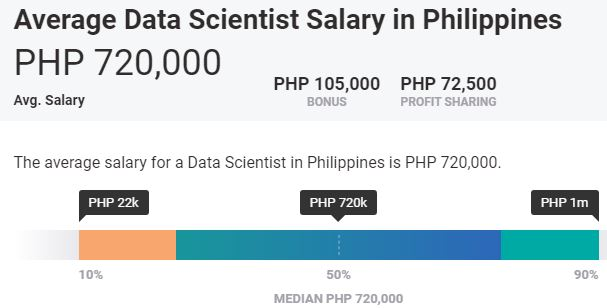 Average Data Scientist Salary in Philippines
PHP 720,000
Avg. Salary
PHP 105,000
BONUS
PHP 72,500
PROFIT SHARING
The average salary for a Data Scientist in Philippines is PHP 720,000.
PHP 22k
PHP 720k
PHP 1m
10%
50%
90%
MEDIAN PHP 720,000